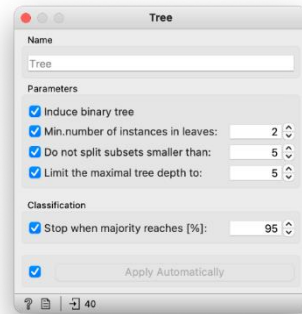 Tree
Name
Tree
Parameters
Induce binary tree
Min.number of instances in leaves: 2
Do not split subsets smaller than: 5
Limit the maximal tree depth to: 5
Classification
Stop when majority reaches [%]: 95
Apply Automatically
? 40